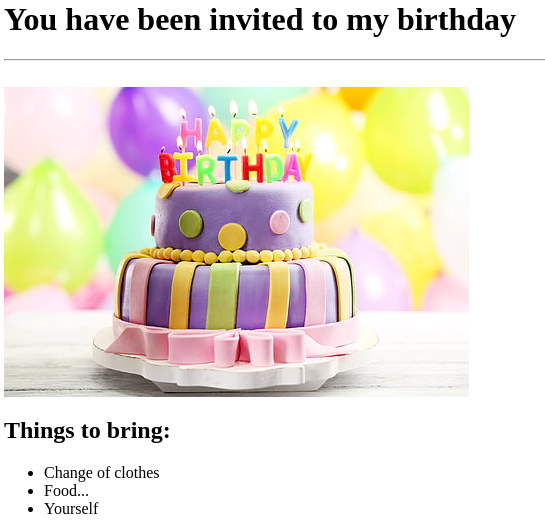 You have been invited to my birthday
HAPPY
BIRTHDAY
Things to bring:
Change of clothes
Food...
Yourself